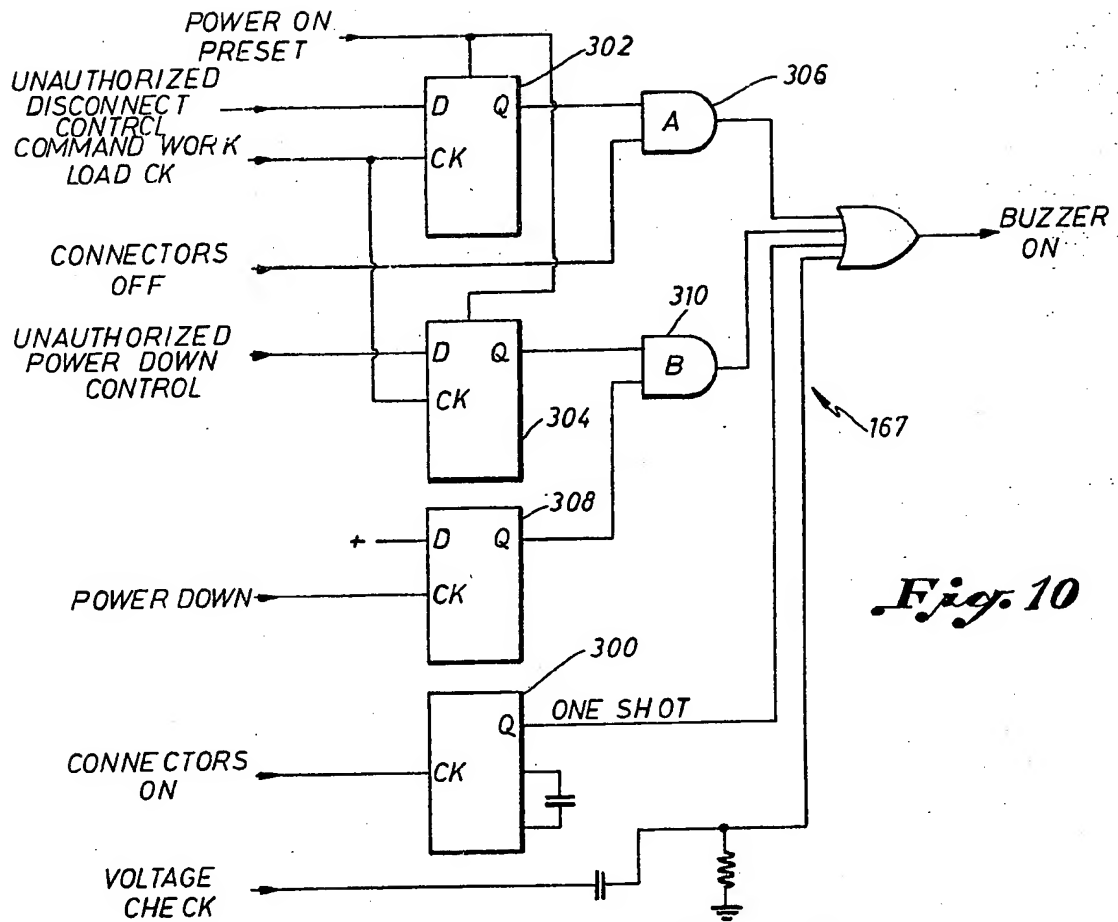 POWER ON
PRESET
302
UNAUTHORIZED
DISCONNECT
CONTRCL
COMMAND WORK
LOAD CK
D Q
CK
306
A
CONNECTORS
OFF
BUZZER
ON
310
UNAUTHORIZED
POWER DOWN
CONTROL
D Q
CK
B
304
167
308
+
D Q
CK
POWER DOWN
Fig. 10
300
Q
ONE SHOT
CONNECTORS
ON
CK
VOLTAGE
CHECK